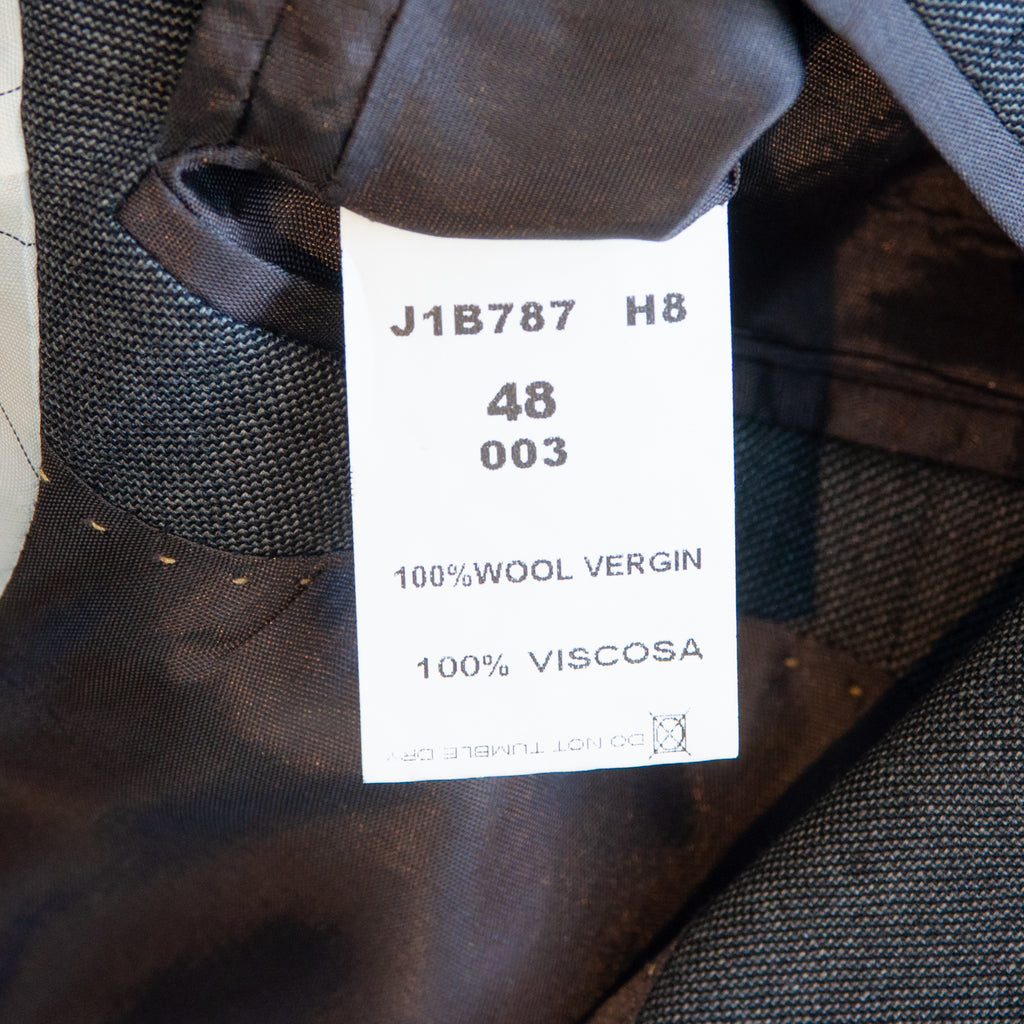 J1B787 H8
48
003
100%WOOL VERGIN
100% VISCOSA
DO NOT TUMBLE DRY